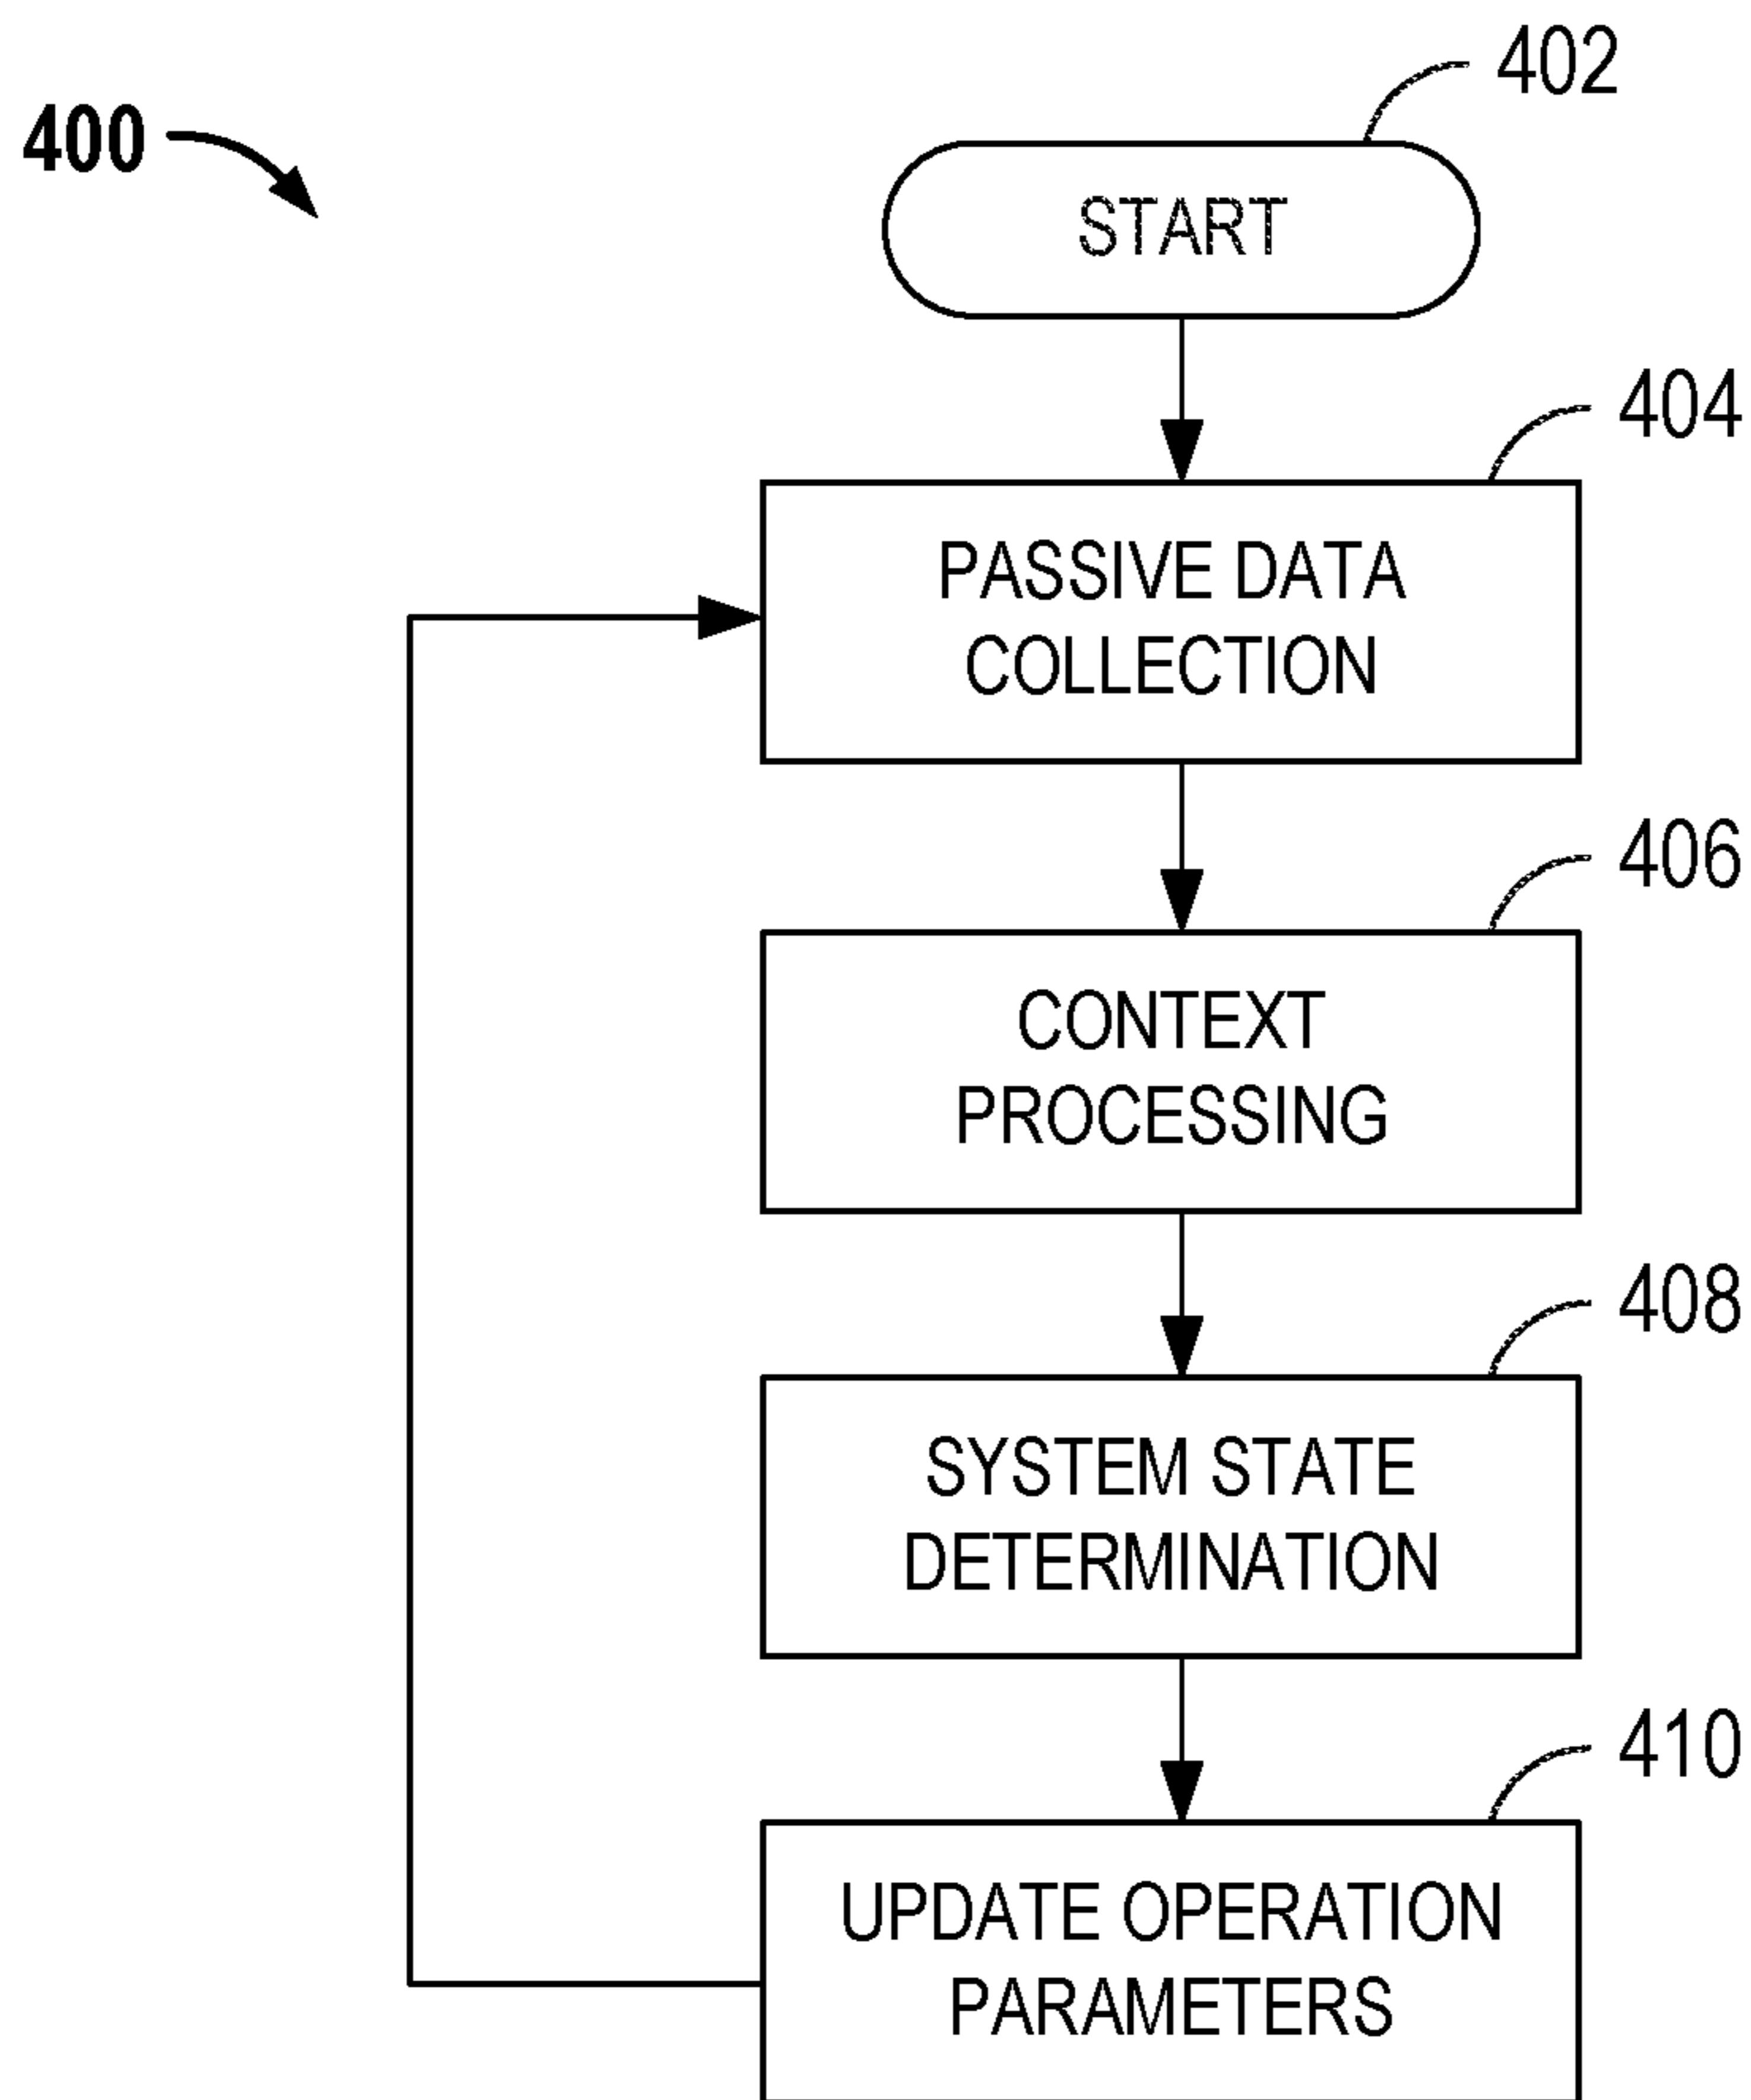 402
400
START
404
PASSIVE DATA
COLLECTION
406
CONTEXT
PROCESSING
408
SYSTEM STATE
DETERMINATION
410
UPDATE OPERATION
PARAMETERS